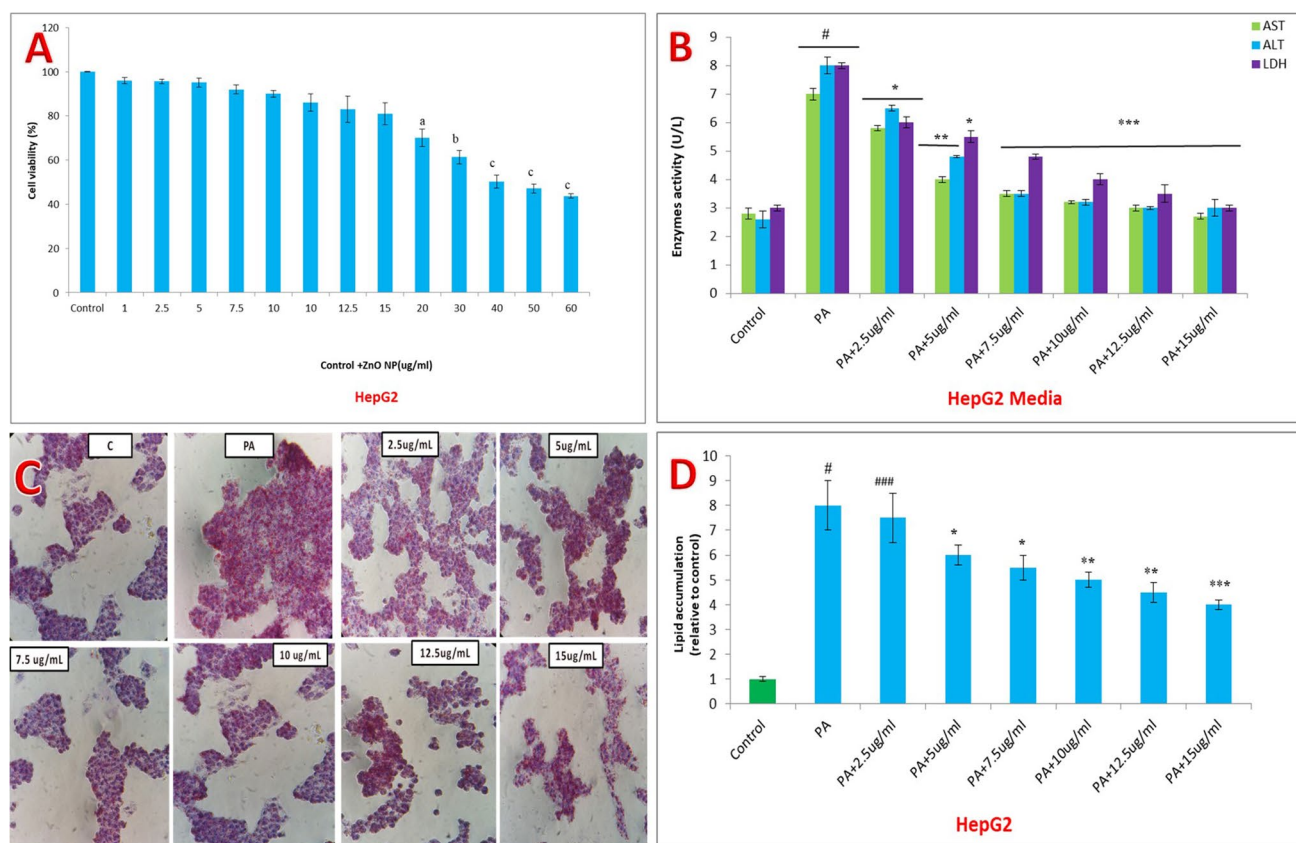 A
Cell viability (%)
120
100
80
60
40
20
0
a
b
c
c
c
Control 1 2.5 5 7.5 10 10 12.5 15 20 30 40 50 60
Control +ZnO NP(ug/ml)
HepG2
B
Enzymes activity (U/L)
9
8
7
6
5
4
3
2
1
0
#
*
**
*
***
AST
ALT
LDH
Control PA PA+2.5ug/ml PA+5ug/ml PA+7.5ug/ml PA+10ug/ml PA+12.5ug/ml PA+15ug/ml
HepG2 Media
C
C PA 2.5ug/mL 5ug/mL
7.5 ug/mL 10 ug/mL 12.5ug/mL 15ug/mL
D
Lipid accumulation
(relative to control)
10
9
8
7
6
5
4
3
2
1
0
#
###
*
*
**
**
***
Control PA PA+2.5ug/ml PA+5ug/ml PA+7.5ug/ml PA+10ug/ml PA+12.5ug/ml PA+15ug/ml
HepG2